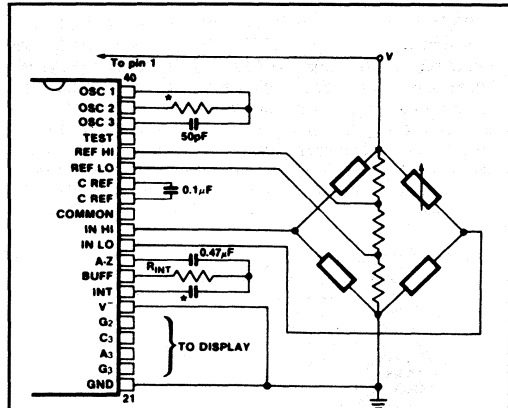 V
To pin 1
40
OSC 1
OSC 2
*
OSC 3
50pF
TEST
REF HI
REF LO
C REF
0.1µF
C REF
COMMON
IN HI
IN LO
0.47µF
A-Z
BUFF
RINT
INT
*
V⁻
G2
C3
TO DISPLAY
A3
G3
GND
21